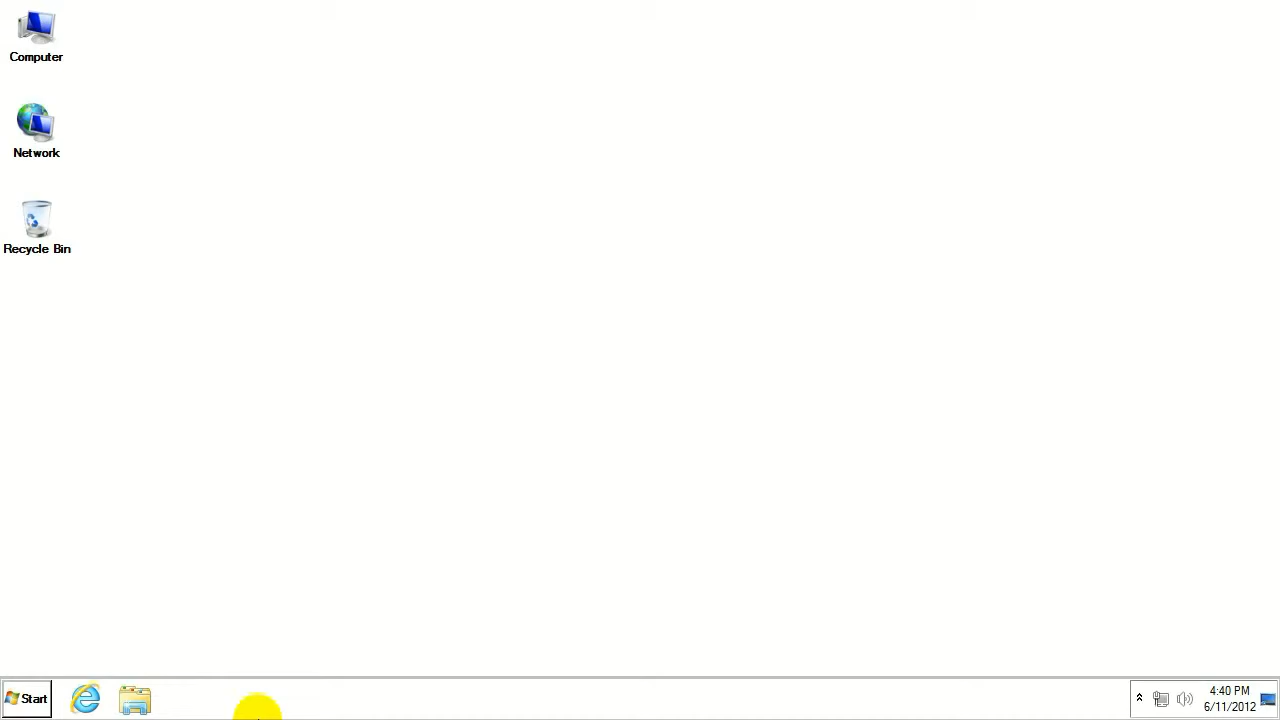 Computer
Network
Recycle Bin
Start
4:40 PM
6/11/2012